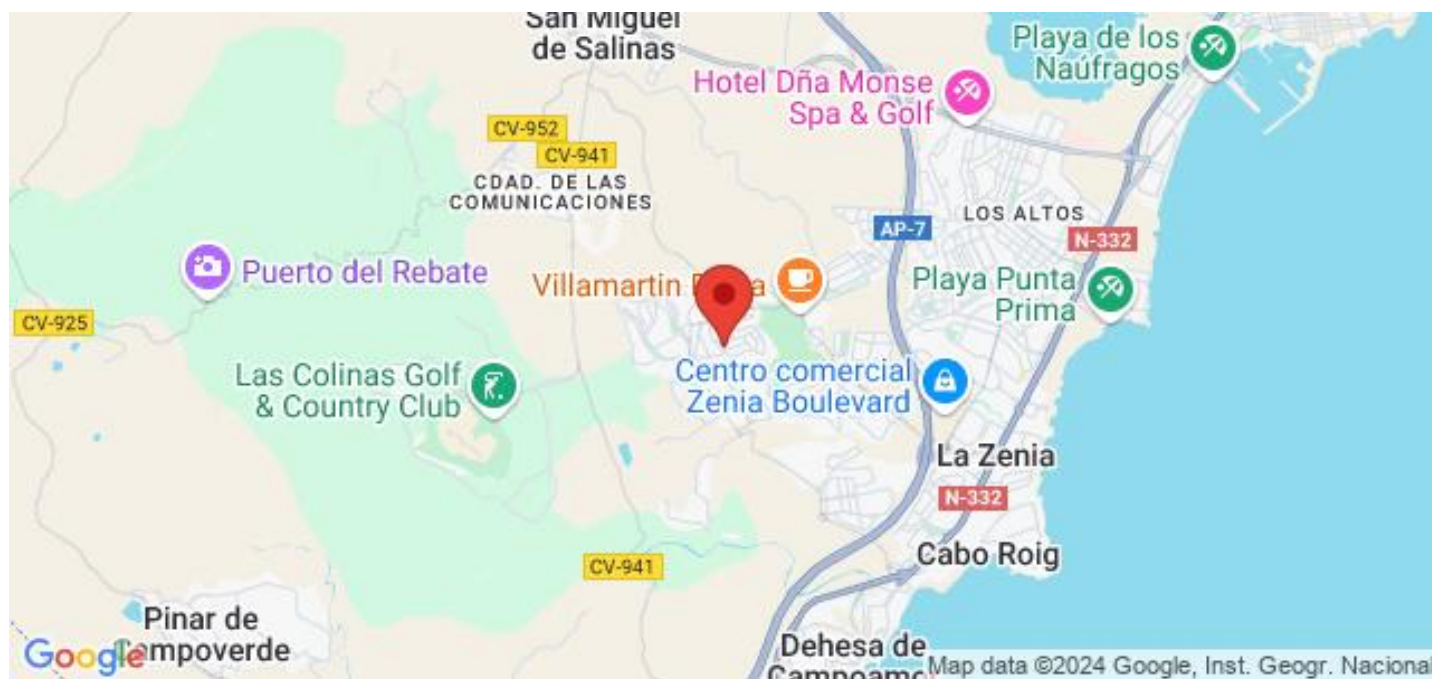 San Miguel
de Salinas
Playa de los
Naúfragos
Hotel Dña Monse
Spa & Golf
CV-952
CV-941
CDAD. DE LAS
COMUNICACIONES
LOS ALTOS
AP-7
N-332
Puerto del Rebate
Villamartin
Playa Punta
Prima
CV-925
Las Colinas Golf
& Country Club
Centro comercial
Zenia Boulevard
La Zenia
N-332
Cabo Roig
CV-941
Pinar de
Campoverde
Google
Dehesa de
Campoamor
Map data ©2024 Google, Inst. Geogr. Nacional